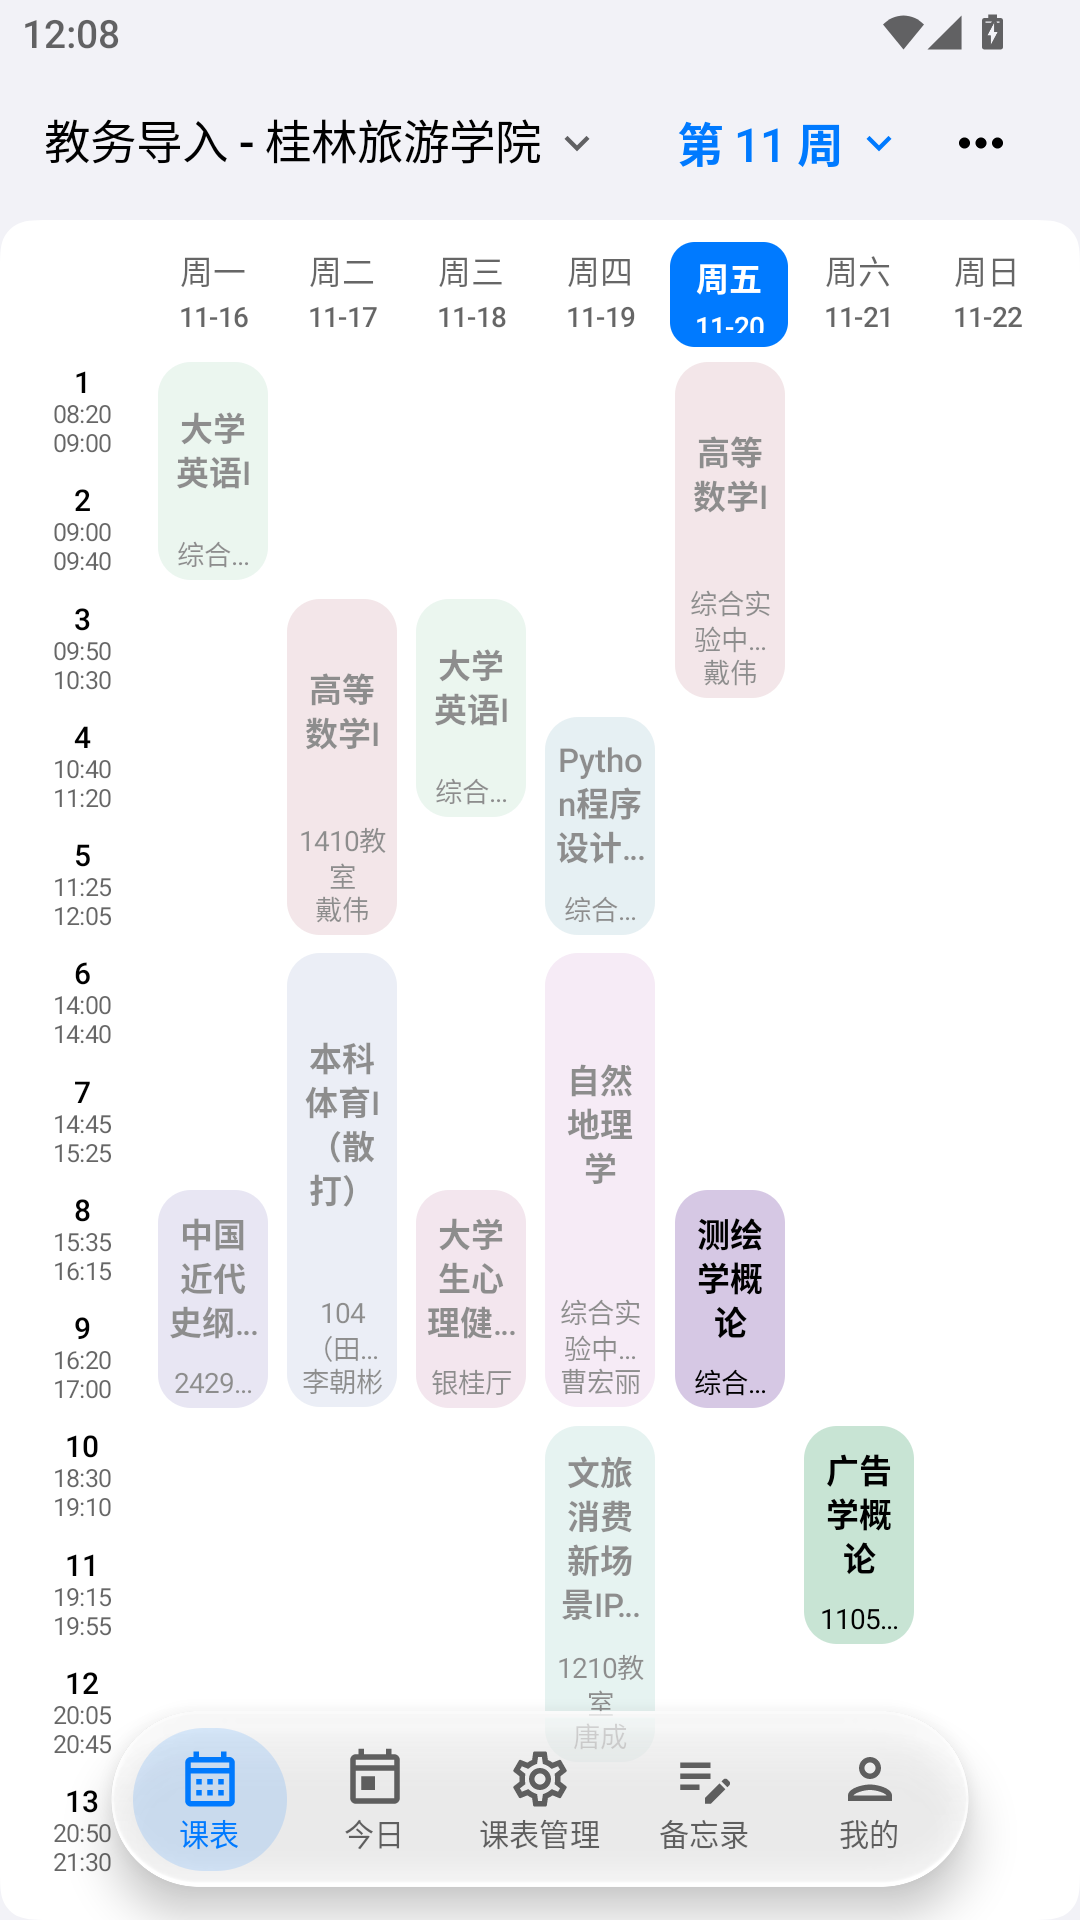 12:08
教务导入 - 桂林旅游学院
第 11 周
周一 周二 周三 周四 周五 周六 周日
11-16 11-17 11-18 11-19 11-20 11-21 11-22
1
08:20
09:00
2
09:00
09:40
3
09:50
10:30
4
10:40
11:20
5
11:25
12:05
6
14:00
14:40
7
14:45
15:25
8
15:35
16:15
9
16:20
17:00
10
18:30
19:10
11
19:15
19:55
12
20:05
20:45
13
20:50
21:30
大学
英语I
综合...
中国
近代
史纲...
2429...
高等
数学I
1410教
室
戴伟
本科
体育I
（散
打）
104
（田...
李朝彬
大学
英语I
综合...
大学
生心
理健...
银桂厅
Pytho
n程序
设计...
综合...
自然
地理
学
综合实
验中...
曹宏丽
文旅
消费
新场
景IP...
1210教
室
唐成
高等
数学I
综合实
验中...
戴伟
测绘
学概
论
综合...
广告
学概
论
1105...
课表 今日 课表管理 备忘录 我的